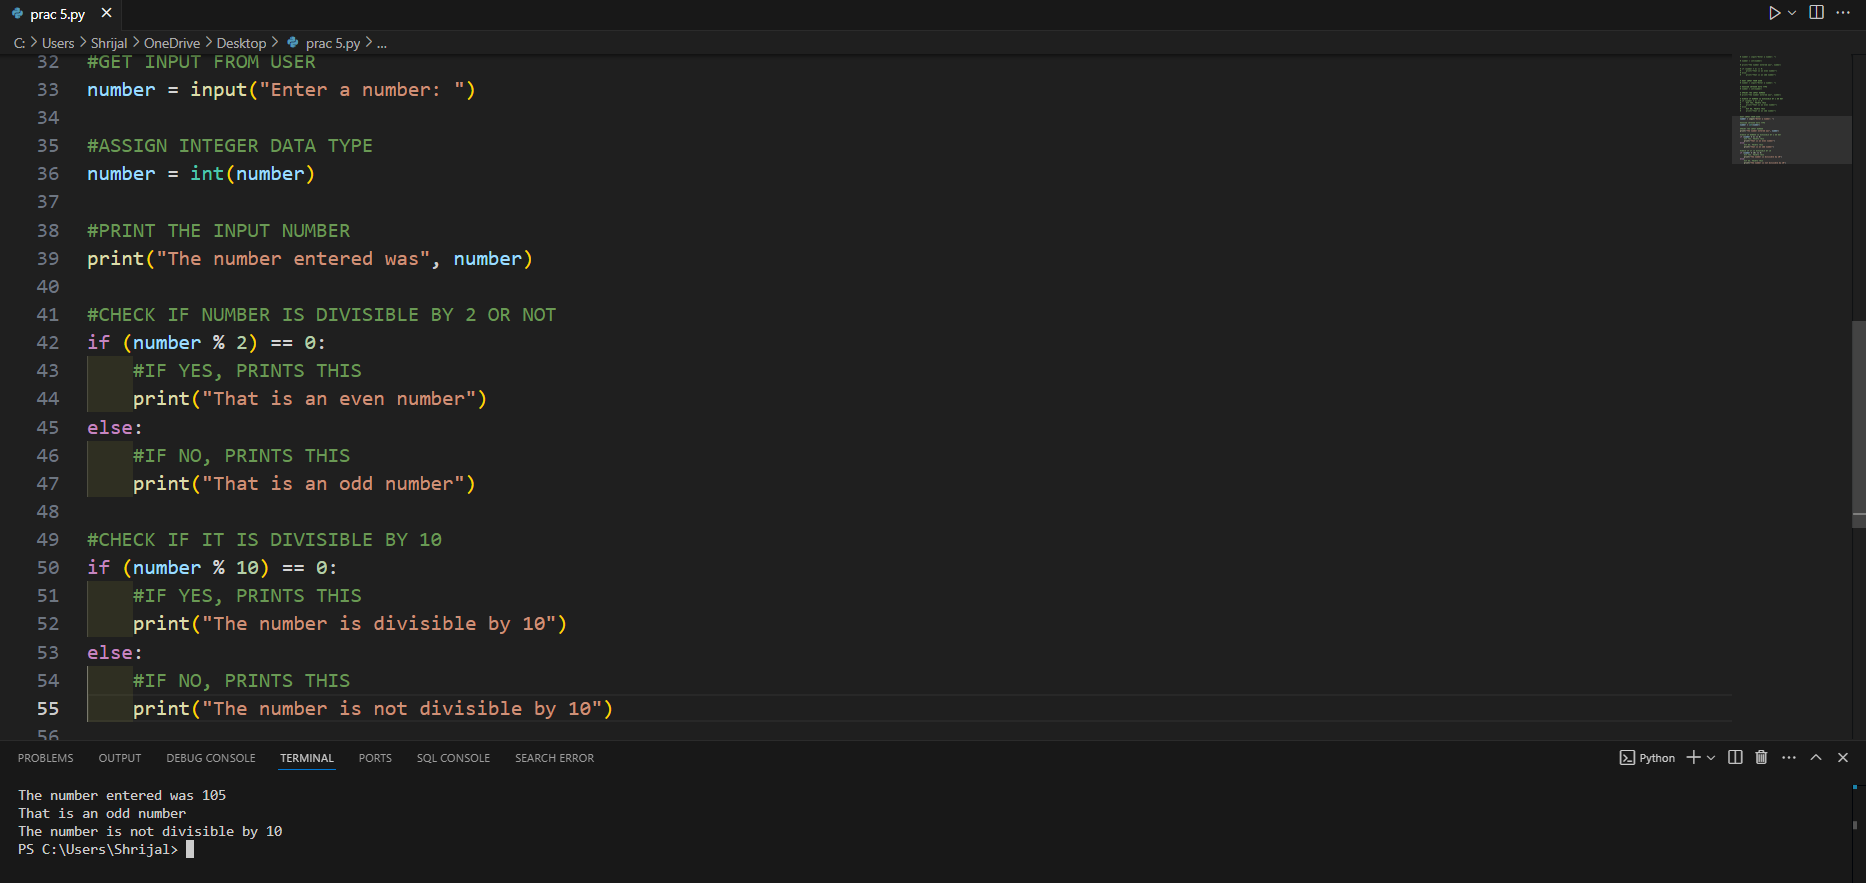 prac 5.py
C: > Users > Shrijal > OneDrive > Desktop > prac 5.py > ...
32 #GET INPUT FROM USER
33 number = input("Enter a number: ")
34
35 #ASSIGN INTEGER DATA TYPE
36 number = int(number)
37
38 #PRINT THE INPUT NUMBER
39 print("The number entered was", number)
40
41 #CHECK IF NUMBER IS DIVISIBLE BY 2 OR NOT
42 if (number % 2) == 0:
43     #IF YES, PRINTS THIS
44     print("That is an even number")
45 else:
46     #IF NO, PRINTS THIS
47     print("That is an odd number")
48
49 #CHECK IF IT IS DIVISIBLE BY 10
50 if (number % 10) == 0:
51     #IF YES, PRINTS THIS
52     print("The number is divisible by 10")
53 else:
54     #IF NO, PRINTS THIS
55     print("The number is not divisible by 10")
56
PROBLEMS OUTPUT DEBUG CONSOLE TERMINAL PORTS SQL CONSOLE SEARCH ERROR Python
The number entered was 105
That is an odd number
The number is not divisible by 10
PS C:\Users\Shrijal>